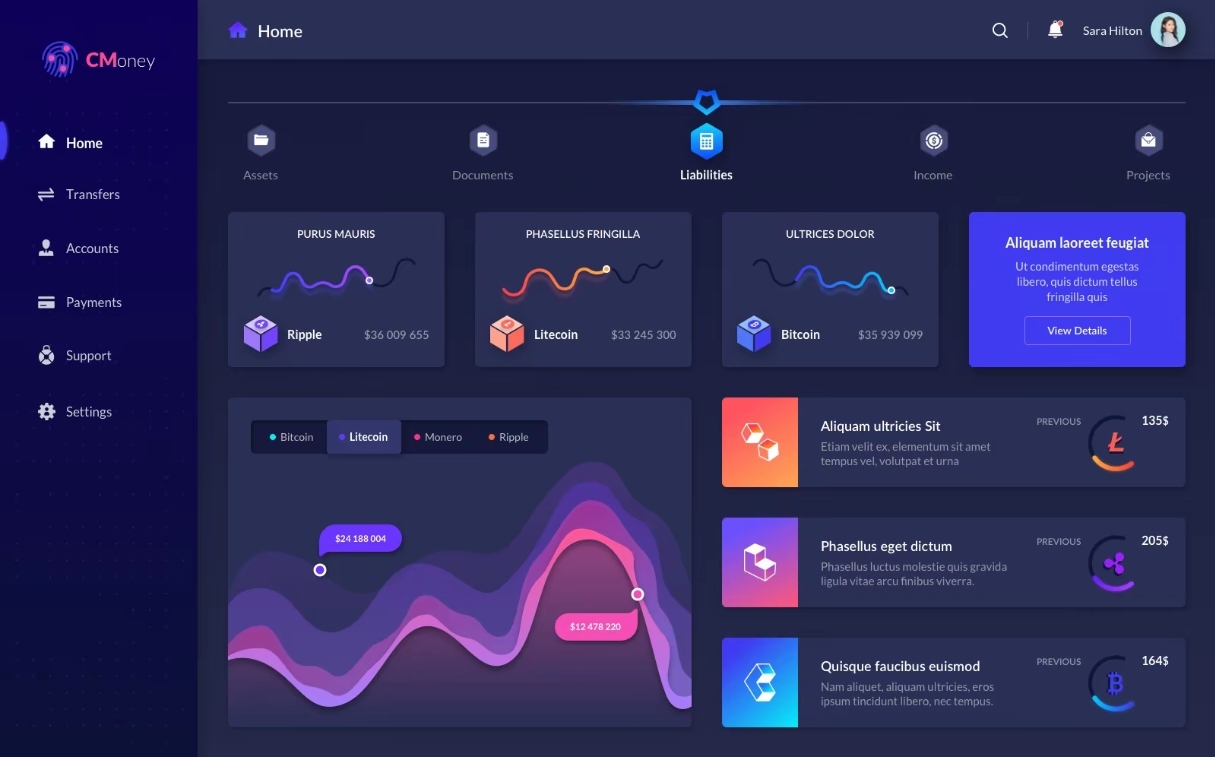 CMoney
Home
Transfers
Accounts
Payments
Support
Settings
Home
Sara Hilton
Assets
Documents
Liabilities
Income
Projects
PURUS MAURIS
Ripple
$36 009 655
PHASELLUS FRINGILLA
Litecoin
$33 245 300
ULTRICES DOLOR
Bitcoin
$35 939 099
Aliquam laoreet feugiat
Ut condimentum egestas
libero, quis dictum tellus
fringilla quis
View Details
Bitcoin
Litecoin
Monero
Ripple
$24 188 004
$12 478 220
Aliquam ultricies Sit
Etiam velit ex, elementum sit amet
tempus vel, volutpat et urna
PREVIOUS
135$
Phasellus eget dictum
Phasellus luctus molestie quis gravida
ligula vitae arcu finibus viverra.
PREVIOUS
205$
Quisque faucibus euismod
Nam aliquet, aliquam ultricies, eros
ipsum tincidunt libero, nec tempus.
PREVIOUS
164$